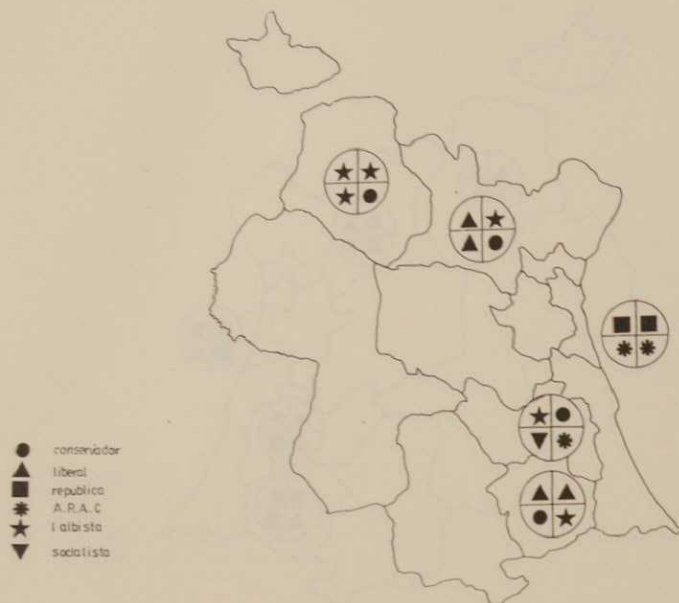 conservador
liberal
republica
A.R.A.C
l'albista
socialista